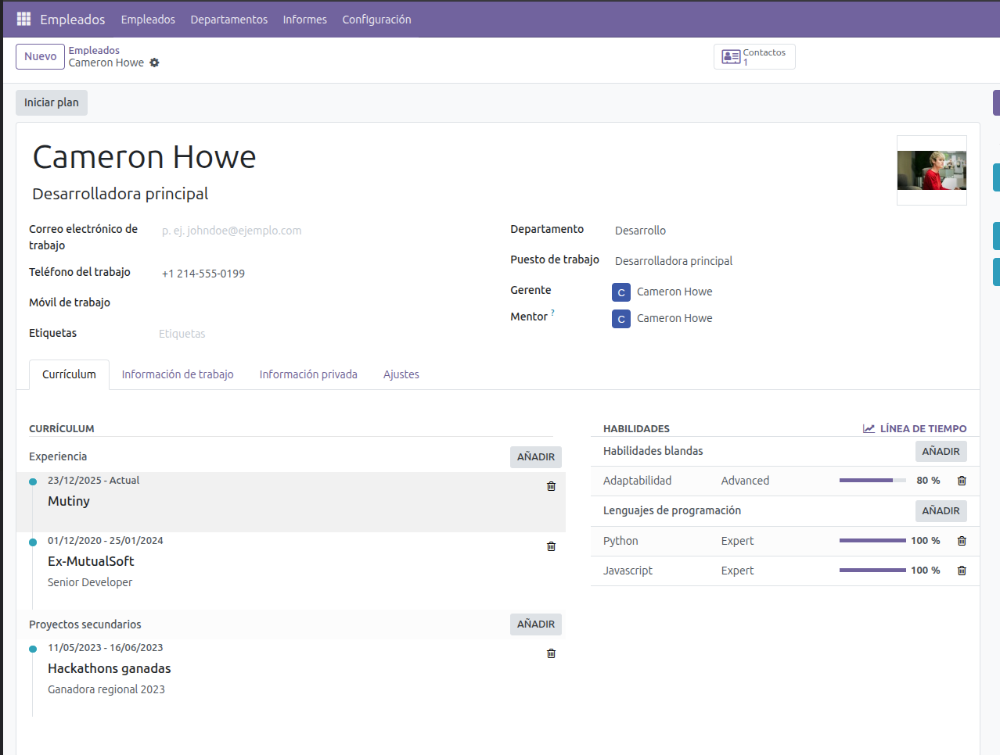 Empleados Empleados Departamentos Informes Configuración
Nuevo
Empleados
Cameron Howe
Contactos
1
Iniciar plan
Cameron Howe
Desarrolladora principal
Correo electrónico de
trabajo
p. ej. johndoe@ejemplo.com
Teléfono del trabajo
+1 214-555-0199
Móvil de trabajo
Etiquetas
Etiquetas
Departamento
Desarrollo
Puesto de trabajo
Desarrolladora principal
Gerente
C Cameron Howe
Mentor ?
C Cameron Howe
Currículum Información de trabajo Información privada Ajustes
CURRÍCULUM
Experiencia AÑADIR
23/12/2025 - Actual
Mutiny
01/12/2020 - 25/01/2024
Ex-MutualSoft
Senior Developer
Proyectos secundarios AÑADIR
11/05/2023 - 16/06/2023
Hackathons ganadas
Ganadora regional 2023
HABILIDADES LÍNEA DE TIEMPO
Habilidades blandas AÑADIR
Adaptabilidad Advanced 80 %
Lenguajes de programación AÑADIR
Python Expert 100 %
Javascript Expert 100 %